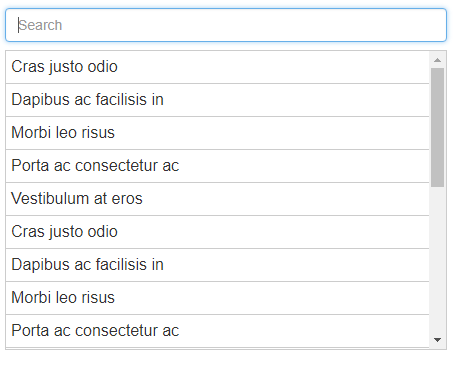 Search
Cras justo odio
Dapibus ac facilisis in
Morbi leo risus
Porta ac consectetur ac
Vestibulum at eros
Cras justo odio
Dapibus ac facilisis in
Morbi leo risus
Porta ac consectetur ac